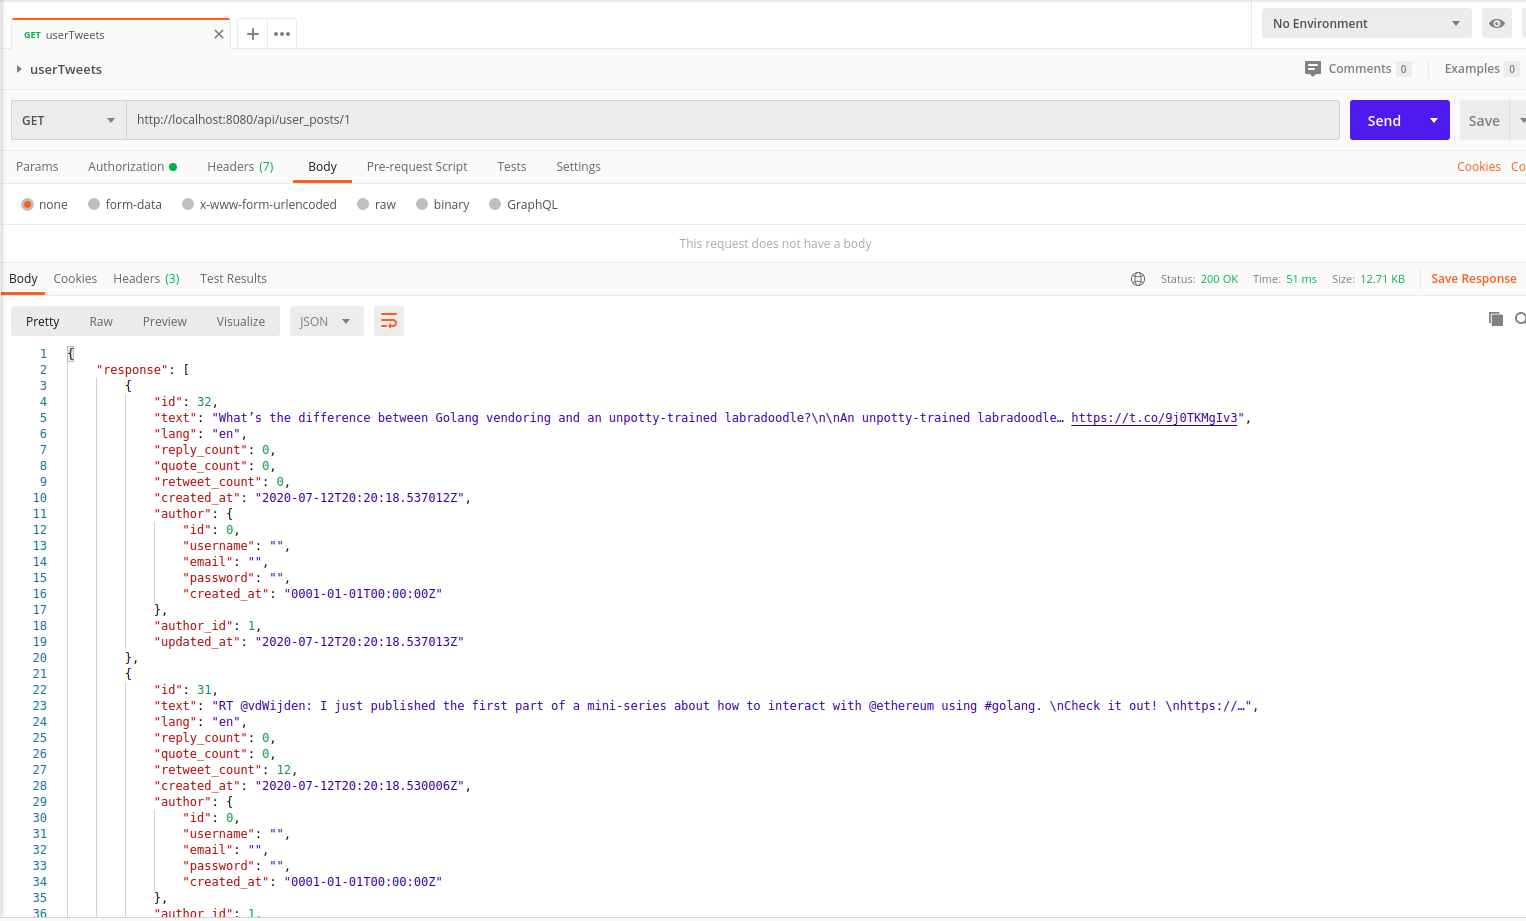 GET userTweets
No Environment
userTweets
Comments 0 Examples 0
GET http://localhost:8080/api/user_posts/1 Send Save
Params Authorization Headers (7) Body Pre-request Script Tests Settings Cookies Co
none form-data x-www-form-urlencoded raw binary GraphQL
This request does not have a body
Body Cookies Headers (3) Test Results Status: 200 OK Time: 51 ms Size: 12.71 KB Save Response
Pretty Raw Preview Visualize JSON
1 {
2 "response": [
3 {
4 "id": 32,
5 "text": "What’s the difference between Golang vendoring and an unpotty-trained labradoodle?\n\nAn unpotty-trained labradoodle… https://t.co/9j0TKMgIv3",
6 "lang": "en",
7 "reply_count": 0,
8 "quote_count": 0,
9 "retweet_count": 0,
10 "created_at": "2020-07-12T20:20:18.537012Z",
11 "author": {
12 "id": 0,
13 "username": "",
14 "email": "",
15 "password": "",
16 "created_at": "0001-01-01T00:00:00Z"
17 },
18 "author_id": 1,
19 "updated_at": "2020-07-12T20:20:18.537013Z"
20 },
21 {
22 "id": 31,
23 "text": "RT @vdWijden: I just published the first part of a mini-series about how to interact with @ethereum using #golang. \nCheck it out! \nhttps://…",
24 "lang": "en",
25 "reply_count": 0,
26 "quote_count": 0,
27 "retweet_count": 12,
28 "created_at": "2020-07-12T20:20:18.530006Z",
29 "author": {
30 "id": 0,
31 "username": "",
32 "email": "",
33 "password": "",
34 "created_at": "0001-01-01T00:00:00Z"
35 },
36 "author_id": 1,